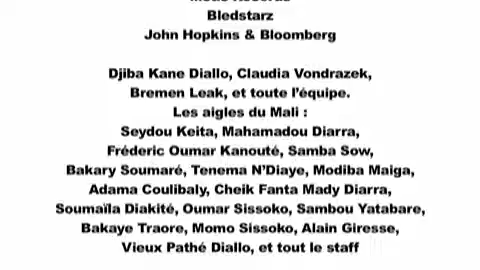 Bledstarz
John Hopkins & Bloomberg
Djiba Kane Diallo, Claudia Vondrazek,
Bremen Leak, et toute l'équipe.
Les aigles du Mali :
Seydou Keita, Mahamadou Diarra,
Fréderic Oumar Kanouté, Samba Sow,
Bakary Soumaré, Tenema N'Diaye, Modiba Maiga,
Adama Coulibaly, Cheik Fanta Mady Diarra,
Soumaïla Diakité, Oumar Sissoko, Sambou Yatabare,
Bakaye Traore, Momo Sissoko, Alain Giresse,
Vieux Pathé Diallo, et tout le staff